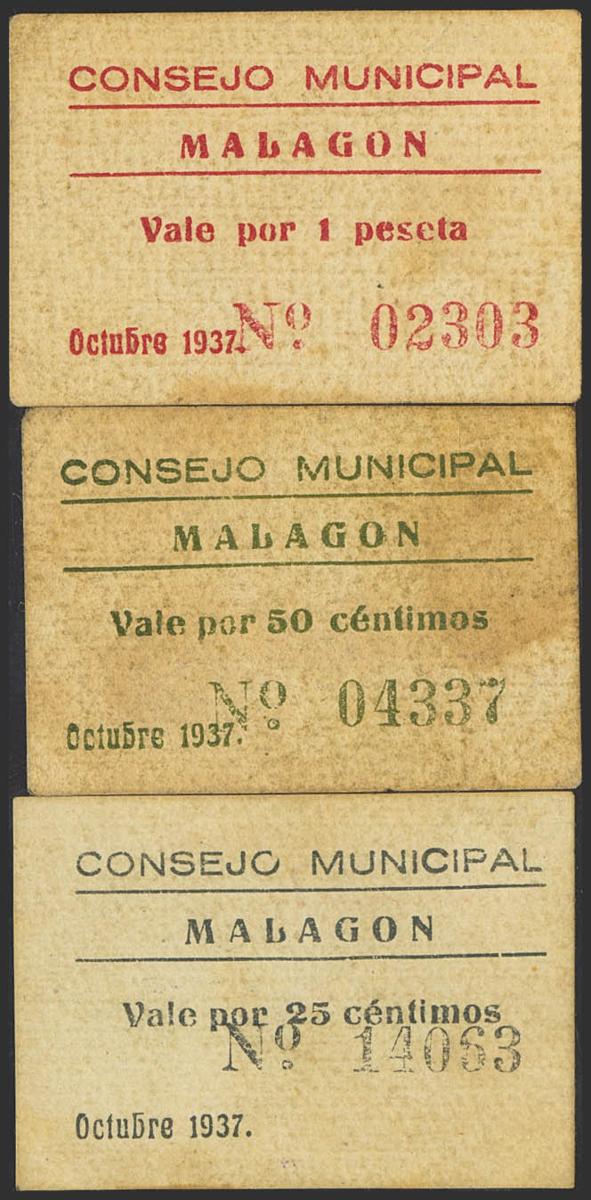 CONSEJO MUNICIPAL
MALAGON
Vale por 1 peseta
Octubre 1937. Nº 02303
CONSEJO MUNICIPAL
MALAGON
Vale por 50 céntimos
Octubre 1937. Nº 04337
CONSEJO MUNICIPAL
MALAGON
Vale por 25 céntimos
Nº 14063
Octubre 1937.